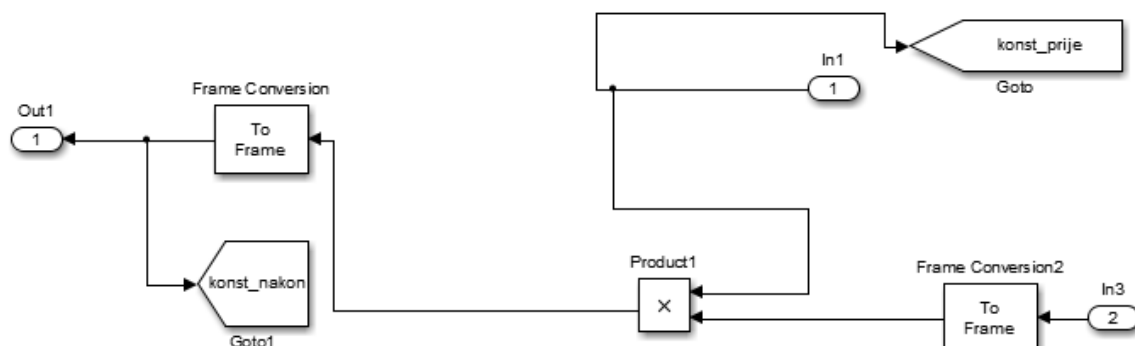 konst_prije
In1
1
Goto
Frame Conversion
To
Frame
Out1
1
konst_nakon
Goto1
Product1
×
Frame Conversion2
To
Frame
In3
2